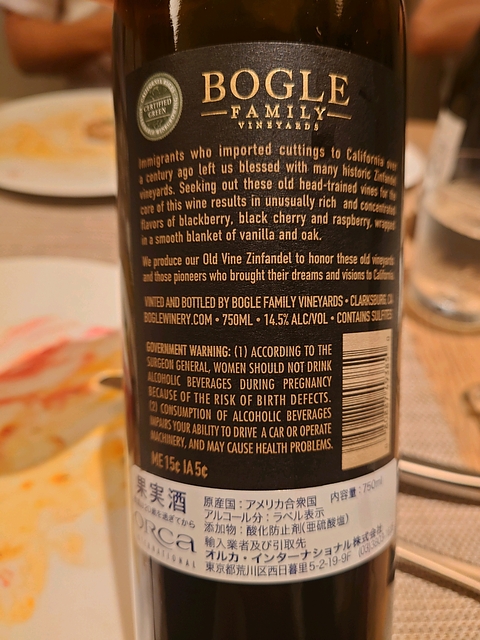 CERTIFIED
GREEN
BOGLE
FAMILY
VINEYARDS
Immigrants who imported cuttings to California over
a century ago left us blessed with many historic Zinfandel
vineyards. Seeking out these old head-trained vines for the
core of this wine results in unusually rich and concentrated
flavors of blackberry, black cherry and raspberry, wrapped
in a smooth blanket of vanilla and oak.
We produce our Old Vine Zinfandel to honor these old vineyards
and those pioneers who brought their dreams and visions to California.
VINTED AND BOTTLED BY BOGLE FAMILY VINEYARDS • CLARKSBURG, CA
BOGLEWINERY.COM • 750ML • 14.5% ALC/VOL • CONTAINS SULFITES
GOVERNMENT WARNING: (1) ACCORDING TO THE
SURGEON GENERAL, WOMEN SHOULD NOT DRINK
ALCOHOLIC BEVERAGES DURING PREGNANCY
BECAUSE OF THE RISK OF BIRTH DEFECTS.
(2) CONSUMPTION OF ALCOHOLIC BEVERAGES
IMPAIRS YOUR ABILITY TO DRIVE A CAR OR OPERATE
MACHINERY, AND MAY CAUSE HEALTH PROBLEMS.
ME 15¢ IA 5¢
果実酒
を過ぎてから
orca
原産国：アメリカ合衆国 内容量：750ml
アルコール分：ラベル表示
添加物：酸化防止剤(亜硫酸塩)
輸入業者及び引取先
オルカ・インターナショナル株式会社
東京都荒川区西日暮里5-2-19-9F